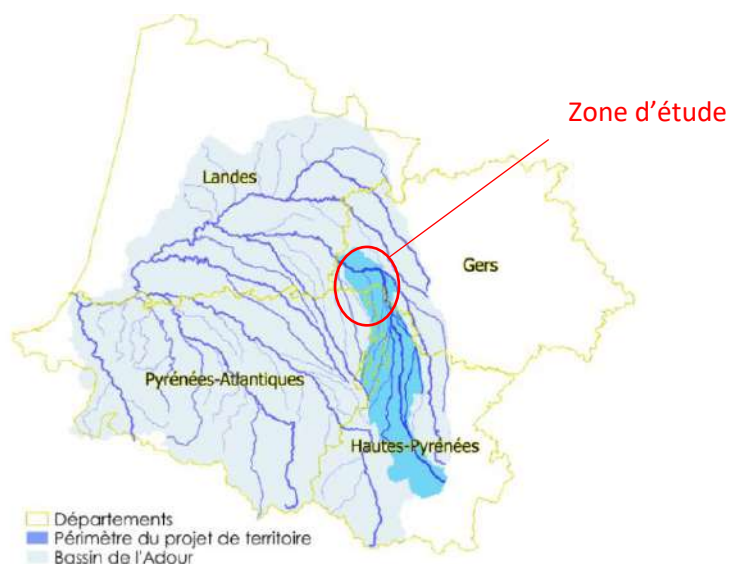 Zone d'étude
Landes
Gers
Pyrénées-Atlantiques
Hautes-Pyrénées
Départements
Périmètre du projet de territoire
Bassin de l'Adour